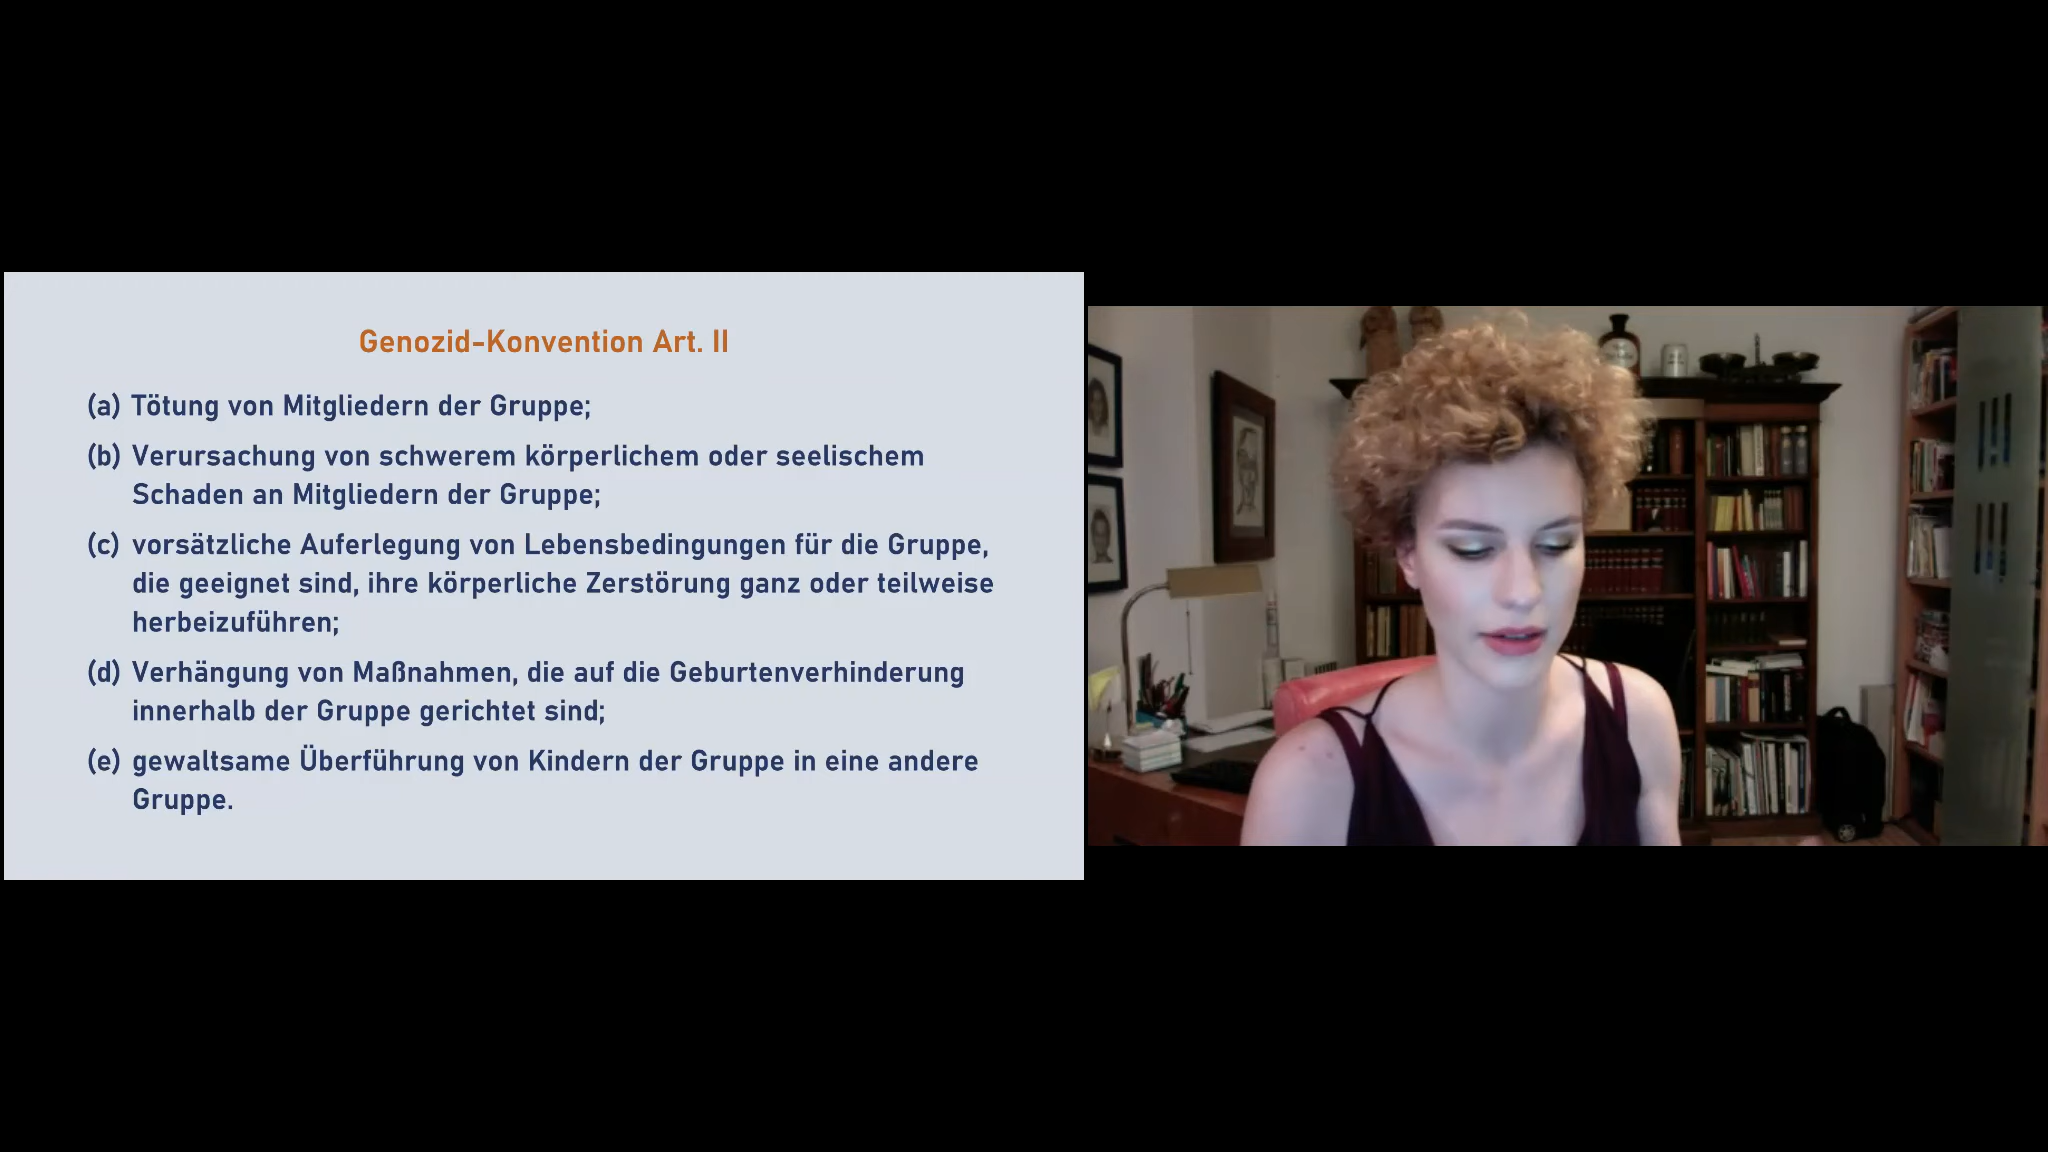 Genozid-Konvention Art. II
(a) Tötung von Mitgliedern der Gruppe;
(b) Verursachung von schwerem körperlichem oder seelischem
Schaden an Mitgliedern der Gruppe;
(c) vorsätzliche Auferlegung von Lebensbedingungen für die Gruppe,
die geeignet sind, ihre körperliche Zerstörung ganz oder teilweise
herbeizuführen;
(d) Verhängung von Maßnahmen, die auf die Geburtenverhinderung
innerhalb der Gruppe gerichtet sind;
(e) gewaltsame Überführung von Kindern der Gruppe in eine andere
Gruppe.